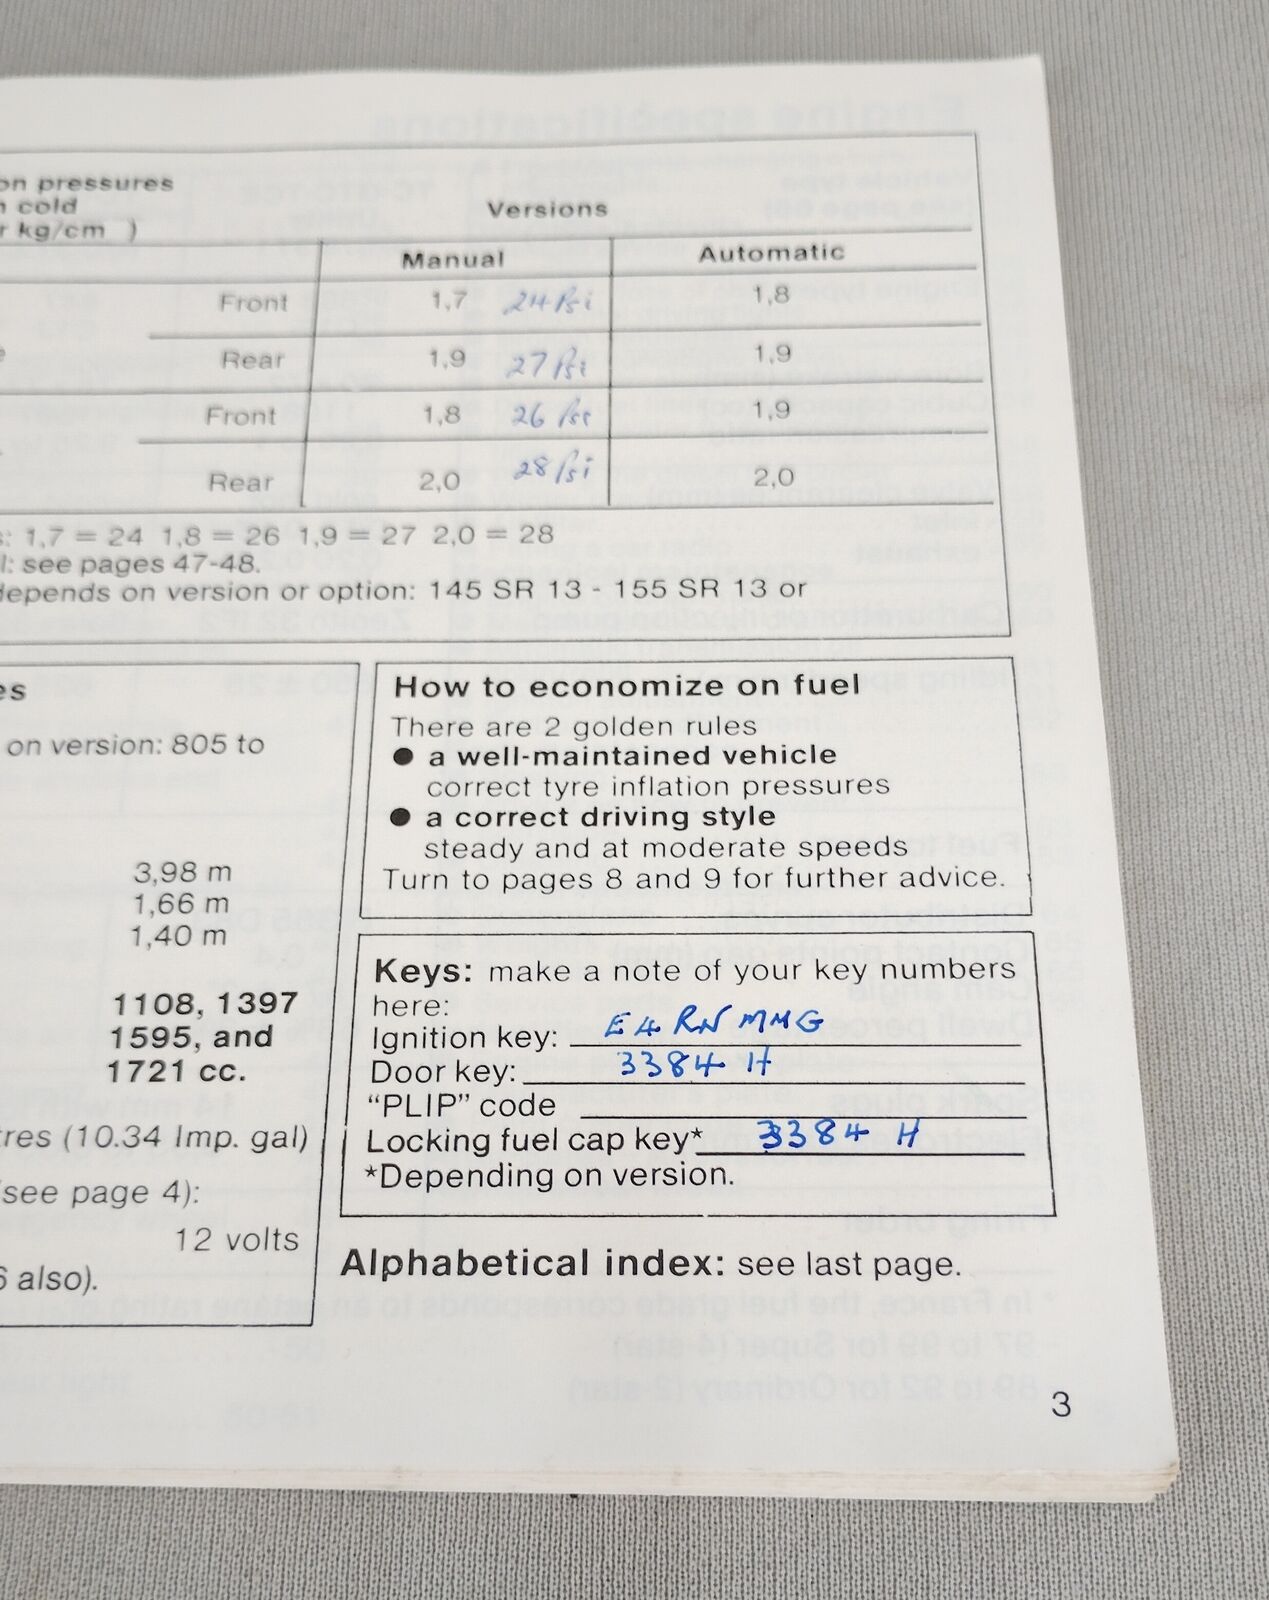 on pressures
cold
kg/cm )
Versions
Manual
Automatic
Front 1,7 24 Psi 1,8
Rear 1,9 27 Psi 1,9
Front 1,8 26 Psi 1,9
Rear 2,0 28 Psi 2,0
: 1,7 = 24 1,8 = 26 1,9 = 27 2,0 = 28
: see pages 47-48.
depends on version or option: 145 SR 13 - 155 SR 13 or
es
on version: 805 to
3,98 m
1,66 m
1,40 m
1108, 1397
1595, and
1721 cc.
tres (10.34 Imp. gal)
(see page 4):
12 volts
6 also).
How to economize on fuel
There are 2 golden rules
● a well-maintained vehicle
correct tyre inflation pressures
● a correct driving style
steady and at moderate speeds
Turn to pages 8 and 9 for further advice.
Keys: make a note of your key numbers
here:
Ignition key: E4 RN MMG
Door key: 3384 H
"PLIP" code
Locking fuel cap key* 3384 H
*Depending on version.
Alphabetical index: see last page.
3